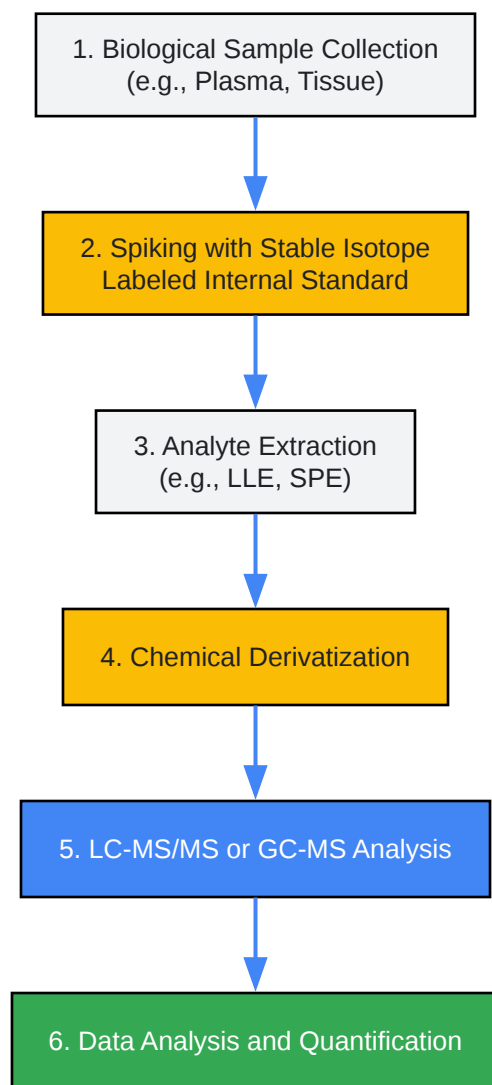 1. Biological Sample Collection
(e.g., Plasma, Tissue)
2. Spiking with Stable Isotope
Labeled Internal Standard
3. Analyte Extraction
(e.g., LLE, SPE)
4. Chemical Derivatization
5. LC-MS/MS or GC-MS Analysis
6. Data Analysis and Quantification